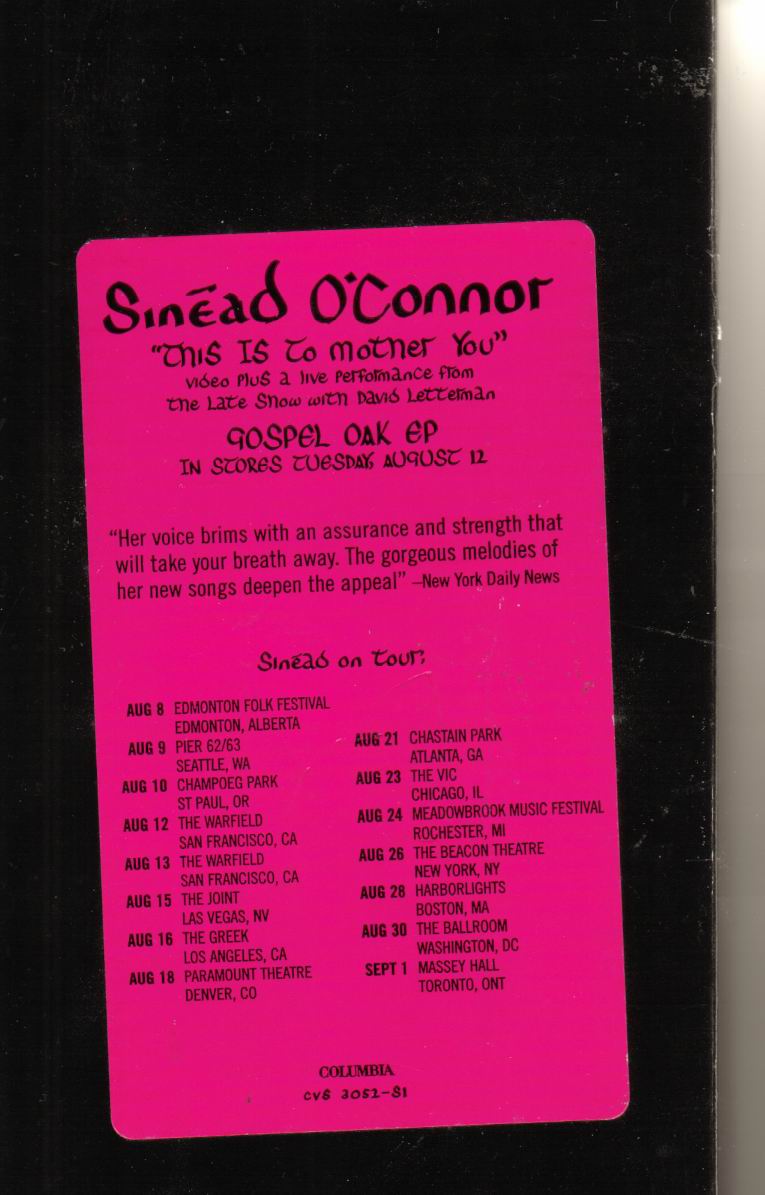 Sinéad O'Connor
"This Is To Mother You"
video plus a live performance from
the Late Show with David Letterman
GOSPEL OAK EP
IN STORES TUESDAY, AUGUST 12
"Her voice brims with an assurance and strength that
will take your breath away. The gorgeous melodies of
her new songs deepen the appeal" –New York Daily News
Sinéad on Tour:
AUG 8 EDMONTON FOLK FESTIVAL
EDMONTON, ALBERTA
AUG 9 PIER 62/63
SEATTLE, WA
AUG 10 CHAMPOEG PARK
ST PAUL, OR
AUG 12 THE WARFIELD
SAN FRANCISCO, CA
AUG 13 THE WARFIELD
SAN FRANCISCO, CA
AUG 15 THE JOINT
LAS VEGAS, NV
AUG 16 THE GREEK
LOS ANGELES, CA
AUG 18 PARAMOUNT THEATRE
DENVER, CO
AUG 21 CHASTAIN PARK
ATLANTA, GA
AUG 23 THE VIC
CHICAGO, IL
AUG 24 MEADOWBROOK MUSIC FESTIVAL
ROCHESTER, MI
AUG 26 THE BEACON THEATRE
NEW YORK, NY
AUG 28 HARBORLIGHTS
BOSTON, MA
AUG 30 THE BALLROOM
WASHINGTON, DC
SEPT 1 MASSEY HALL
TORONTO, ONT
COLUMBIA
CVS 3052-S1